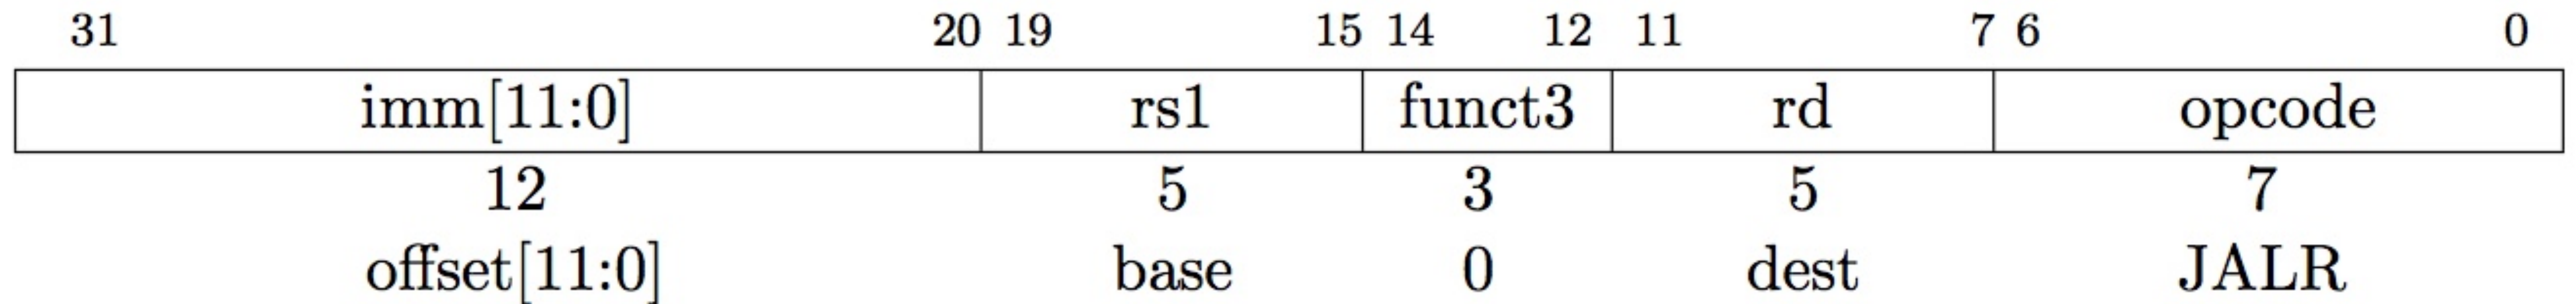 31 20 19 15 14 12 11 7 6 0
imm[11:0] rs1 funct3 rd opcode
12 5 3 5 7
offset[11:0] base 0 dest JALR